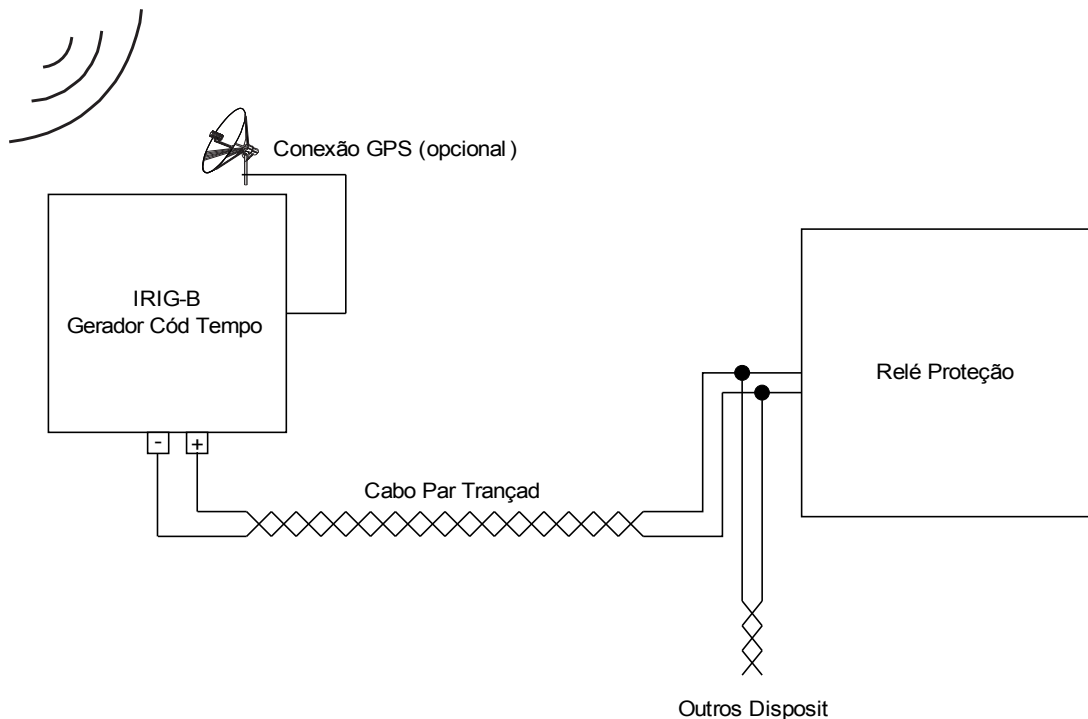 Conexão GPS (opcional)
IRIG-B
Gerador Cód Tempo
Relé Proteção
- +
Cabo Par Trançad
Outros Disposit